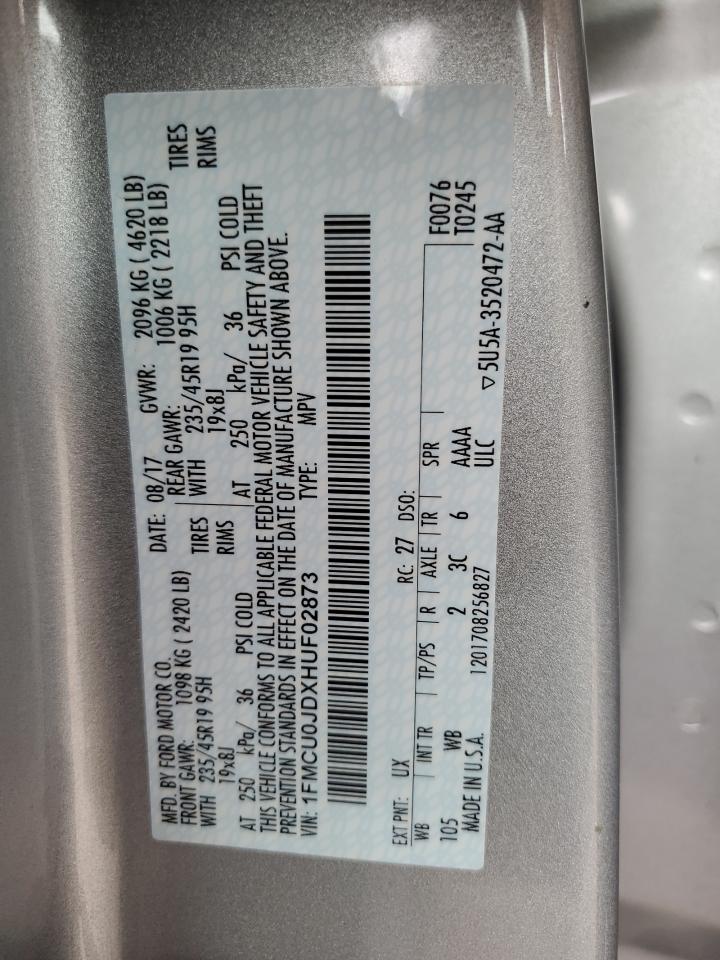 MFD. BY FORD MOTOR CO.
DATE: 08/17 GVWR: 2096 KG ( 4620 LB)
FRONT GAWR: 1098 KG ( 2420 LB)
REAR GAWR: 1006 KG ( 2218 LB)
WITH 235/45R19 95H TIRES
WITH 235/45R19 95H TIRES
19x8J RIMS
19x8J RIMS
AT 250 kPa/ 36 PSI COLD
AT 250 kPa/ 36 PSI COLD
THIS VEHICLE CONFORMS TO ALL APPLICABLE FEDERAL MOTOR VEHICLE SAFETY AND THEFT
PREVENTION STANDARDS IN EFFECT ON THE DATE OF MANUFACTURE SHOWN ABOVE.
VIN: 1FMCU0JDXHUF02873 TYPE: MPV
EXT PNT: UX RC: 27 DSO:
WB INT TR TP/PS R AXLE TR SPR F0076
105 WB 2 3C 6 AAAA T0245
MADE IN U.S.A. 1201708256827 ULC ▽5U5A-3520472-AA